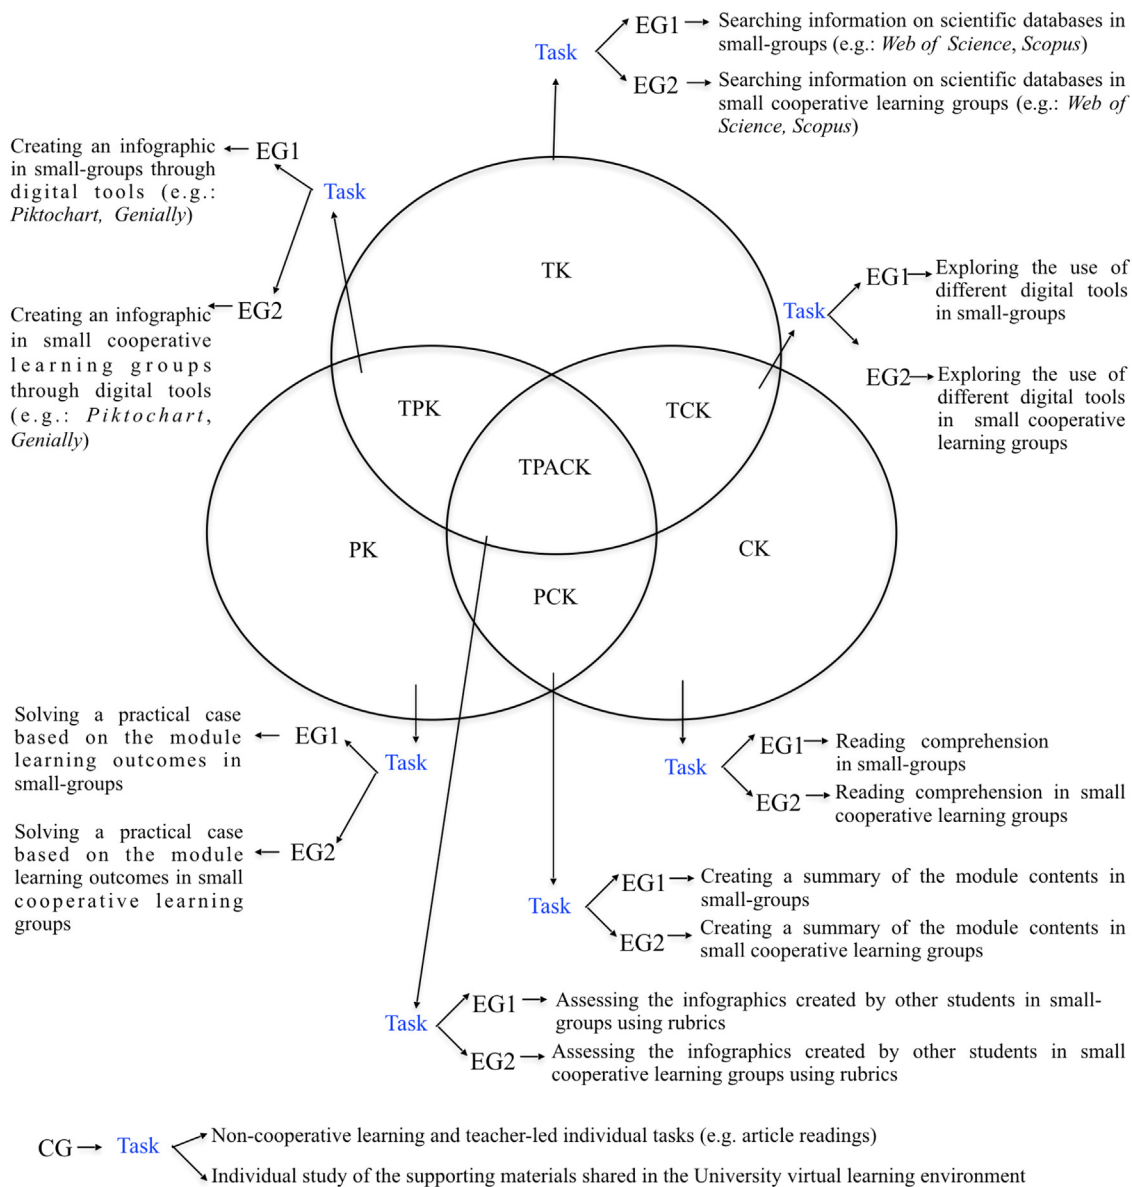 Task
EG1
Searching information on scientific databases in
small-groups (e.g.: Web of Science, Scopus)
EG2
Searching information on scientific databases in
small cooperative learning groups (e.g.: Web of
Science, Scopus)
Creating an infographic
in small-groups through
digital tools (e.g.:
Piktochart, Genially)
EG1
Task
Creating an infographic
in small cooperative
learning groups
through digital tools
(e.g.: Piktochart,
Genially)
EG2
TK
Task
EG1
Exploring the use of
different digital tools
in small-groups
EG2
Exploring the use of
different digital tools
in small cooperative
learning groups
TPK
TCK
TPACK
PK
CK
PCK
Solving a practical case
based on the module
learning outcomes in
small-groups
EG1
Task
Solving a practical case
based on the module
learning outcomes in small
cooperative learning
groups
EG2
Task
EG1
Reading comprehension
in small-groups
EG2
Reading comprehension in small
cooperative learning groups
Task
EG1
Creating a summary of the module contents in
small-groups
EG2
Creating a summary of the module contents in
small cooperative learning groups
Task
EG1
Assessing the infographics created by other students in small-
groups using rubrics
EG2
Assessing the infographics created by other students in small
cooperative learning groups using rubrics
CG
Task
Non-cooperative learning and teacher-led individual tasks (e.g. article readings)
Individual study of the supporting materials shared in the University virtual learning environment